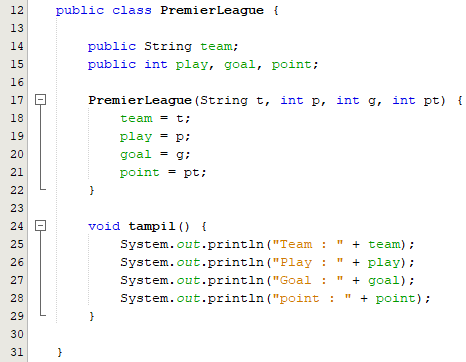 12 public class PremierLeague {
13
14 public String team;
15 public int play, goal, point;
16
17 PremierLeague(String t, int p, int g, int pt) {
18 team = t;
19 play = p;
20 goal = g;
21 point = pt;
22 }
23
24 void tampil() {
25 System.out.println("Team : " + team);
26 System.out.println("Play : " + play);
27 System.out.println("Goal : " + goal);
28 System.out.println("point : " + point);
29 }
30
31 }